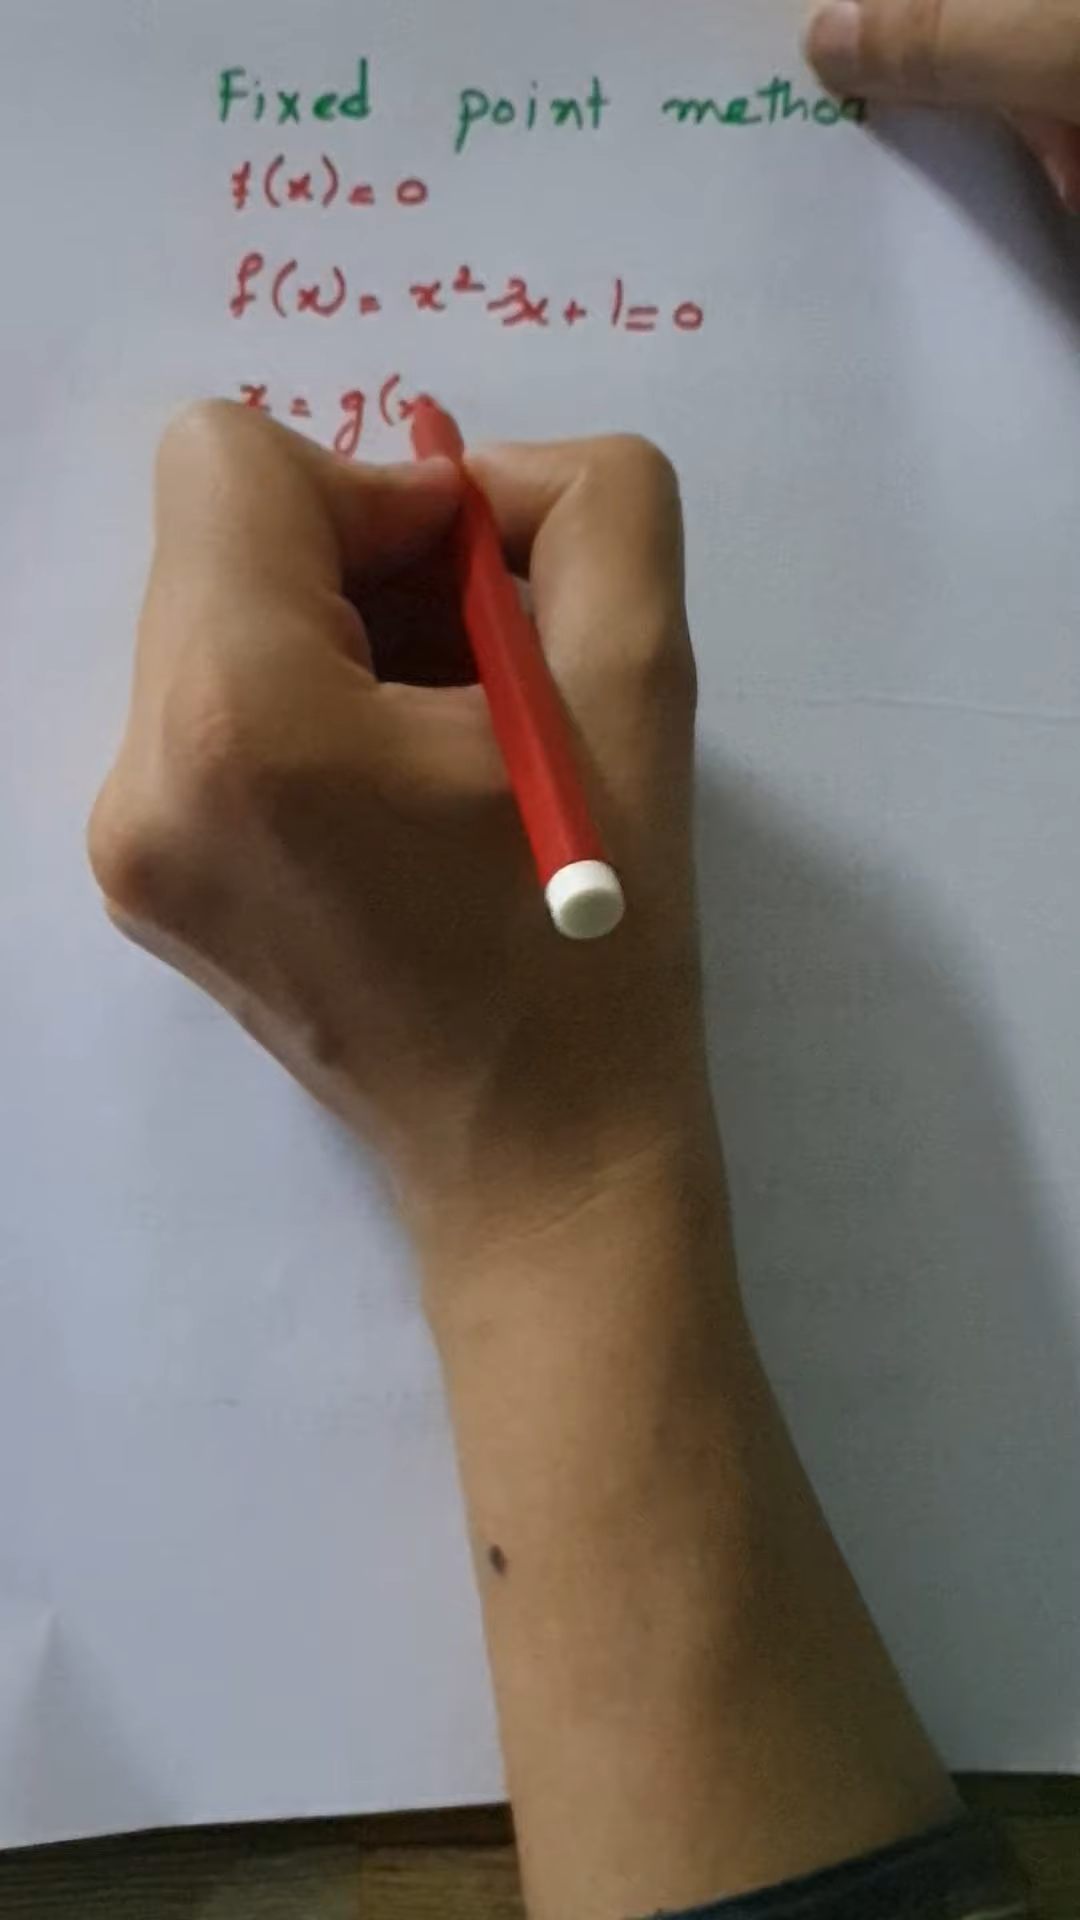 Fixed point method
f(x) = 0
f(x) = x² - 3x + 1 = 0
x = g(x